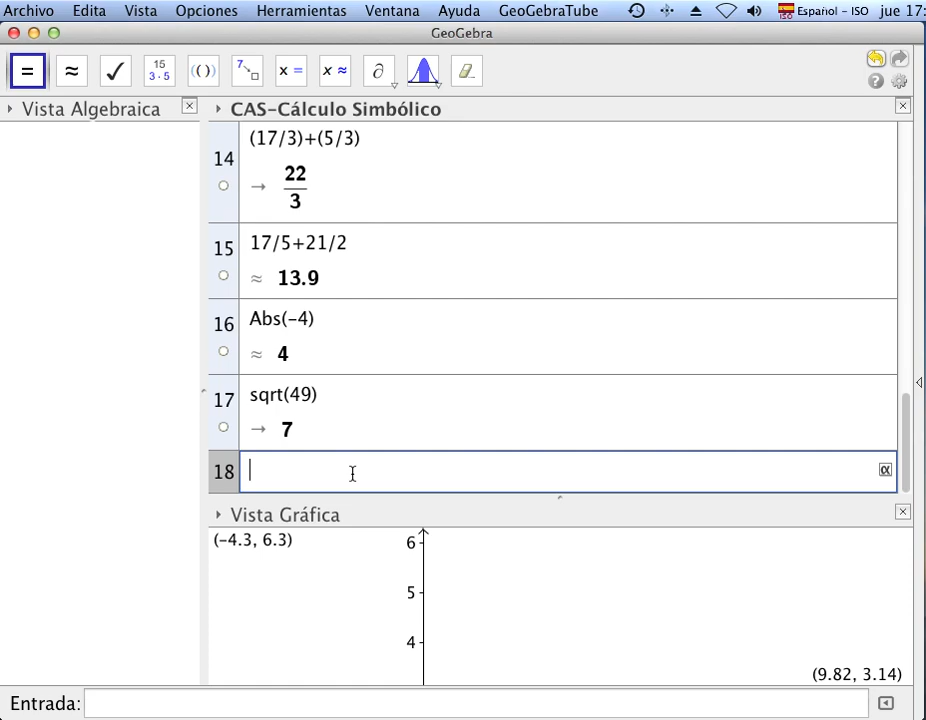 Archivo Edita Vista Opciones Herramientas Ventana Ayuda GeoGebraTube Español - ISO jue 17:
GeoGebra
= ≈ ✓ 15 3·5 (()) 7 x = x ≈ ∂
Vista Algebraica
CAS-Cálculo Simbólico
14 (17/3)+(5/3)
→ 22/3
15 17/5+21/2
≈ 13.9
16 Abs(-4)
≈ 4
17 sqrt(49)
→ 7
18 α
Vista Gráfica
(-4.3, 6.3)
6
5
4
(9.82, 3.14)
Entrada: